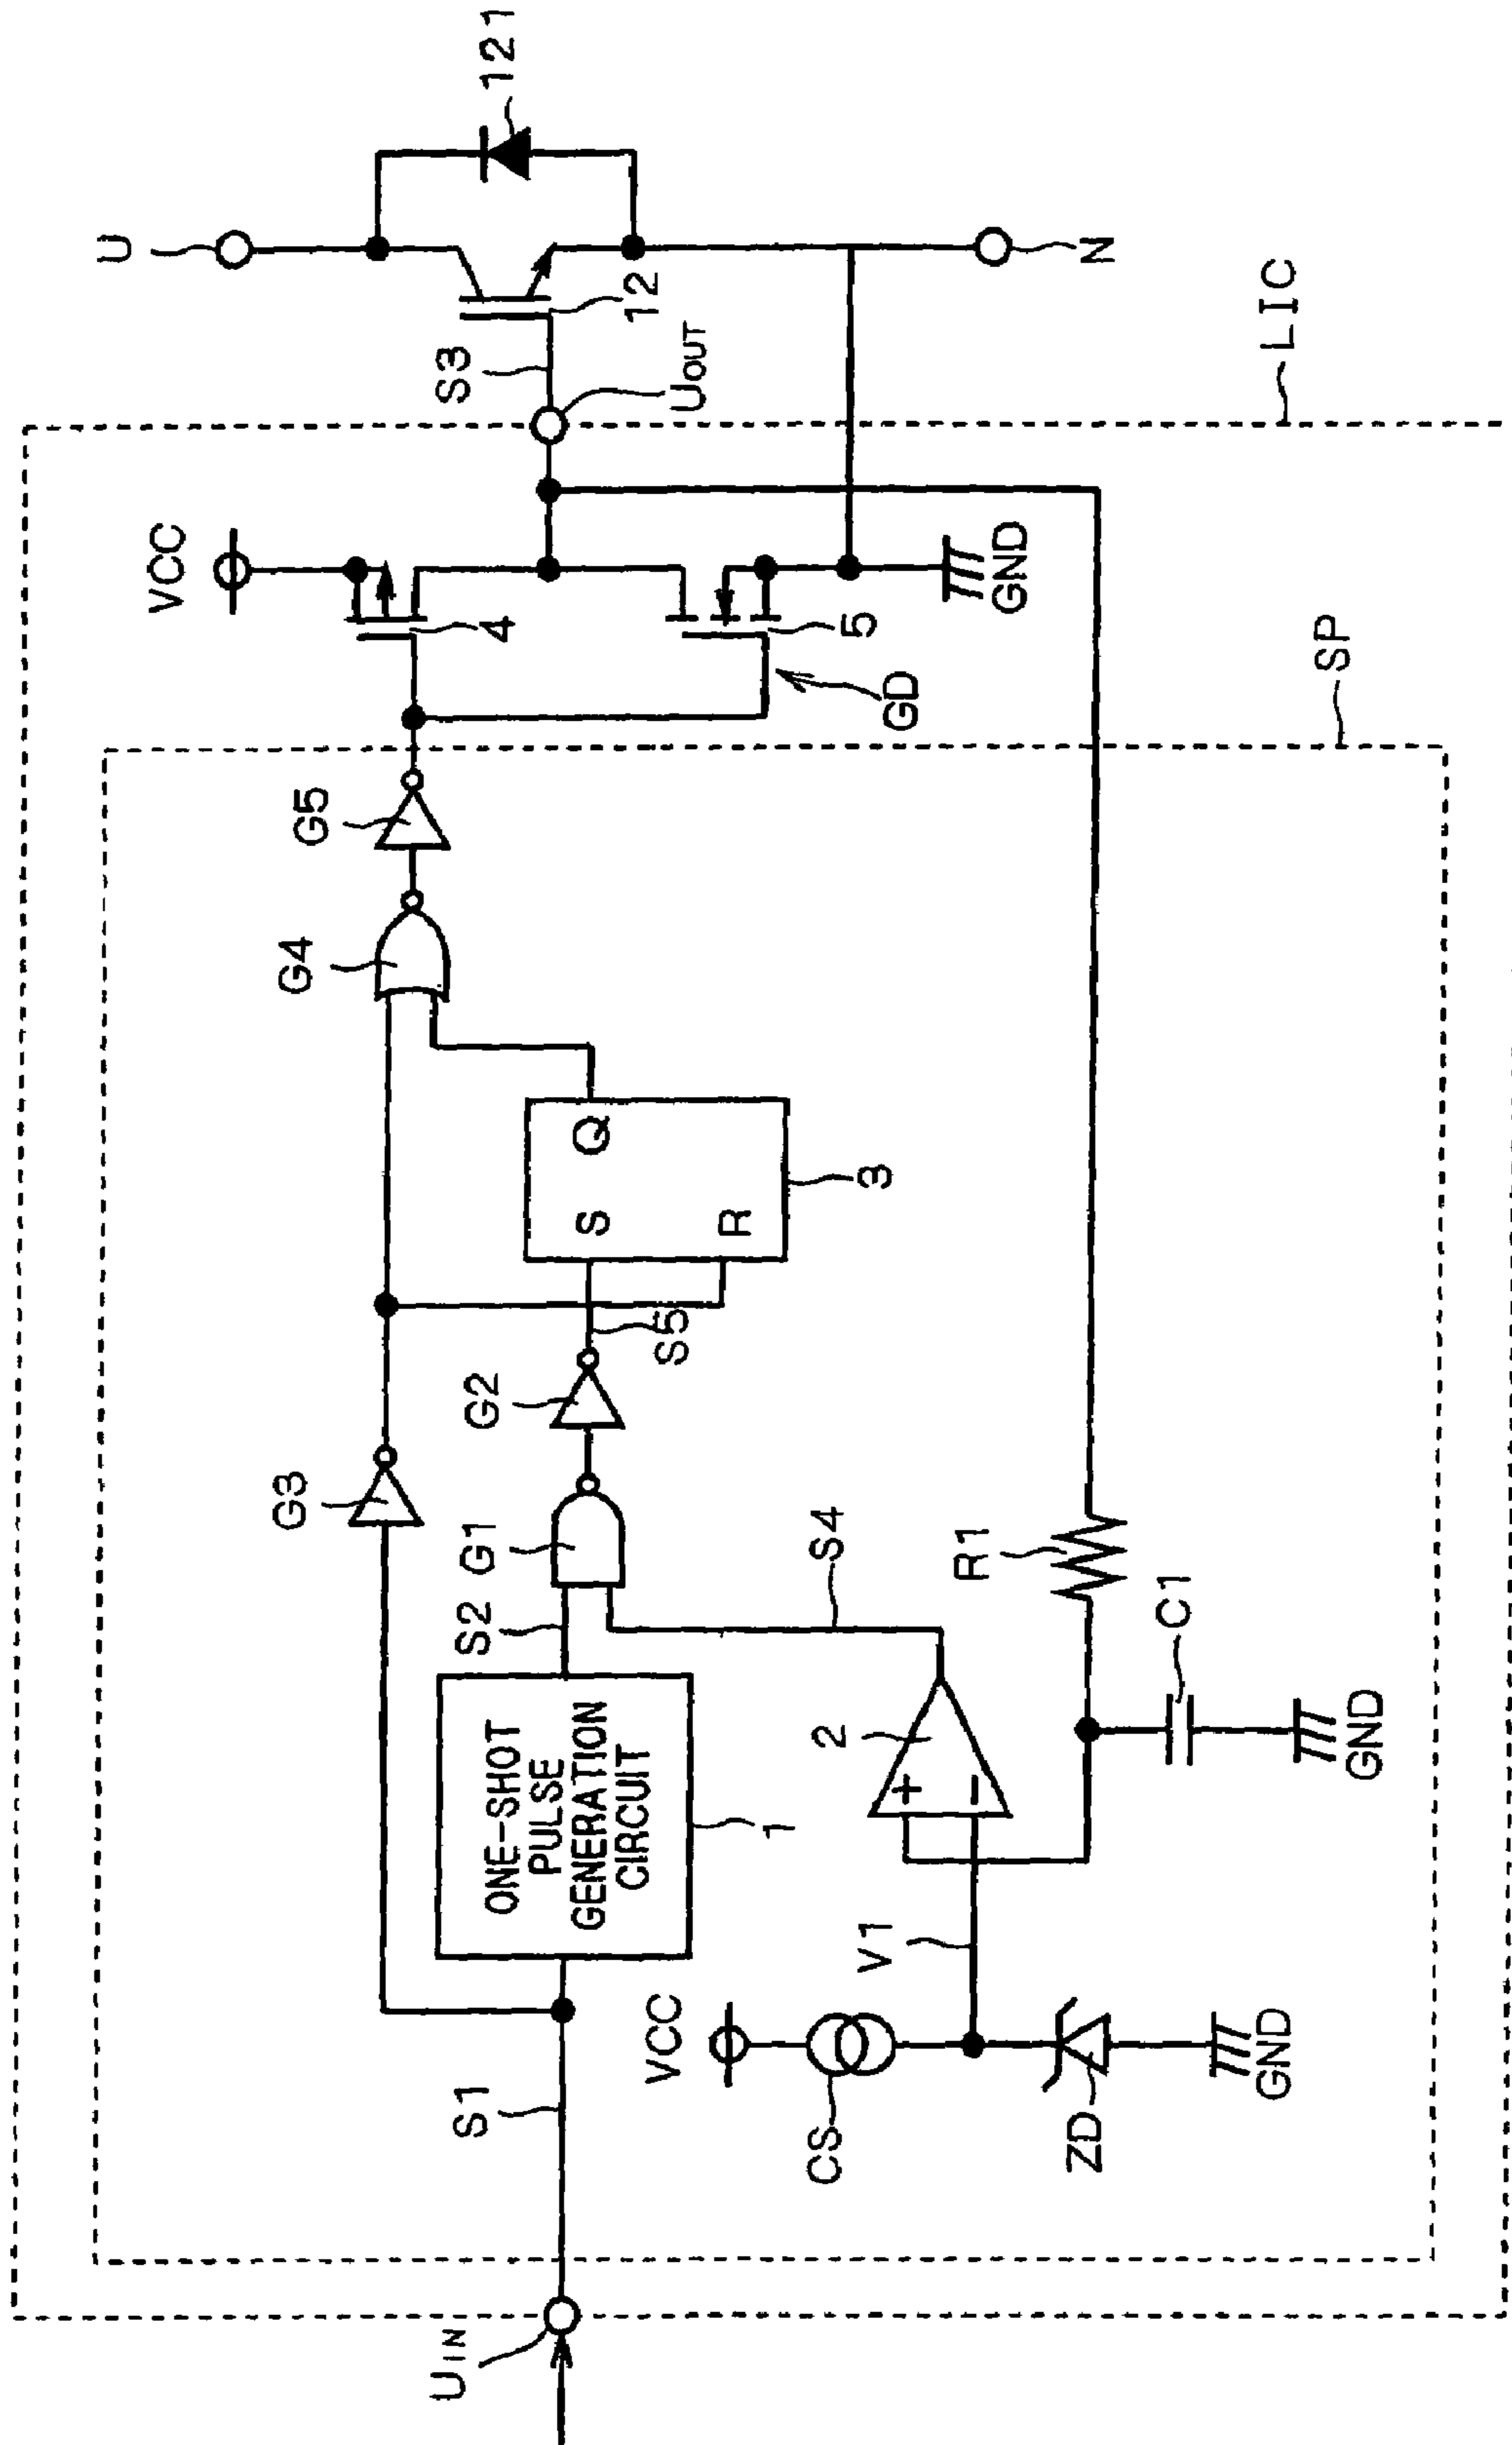 U
121
12
N
S3
UOUT
LIC
VCC
4
5
GD
GND
SP
G5
G4
Q
S
R
3
S5
G3
G2
G1
S2
S4
R1
C1
GND
ONE-SHOT
PULSE
GENERATION
CIRCUIT
1
2
+
−
V1
S1
VCC
CS
ZD
GND
UIN